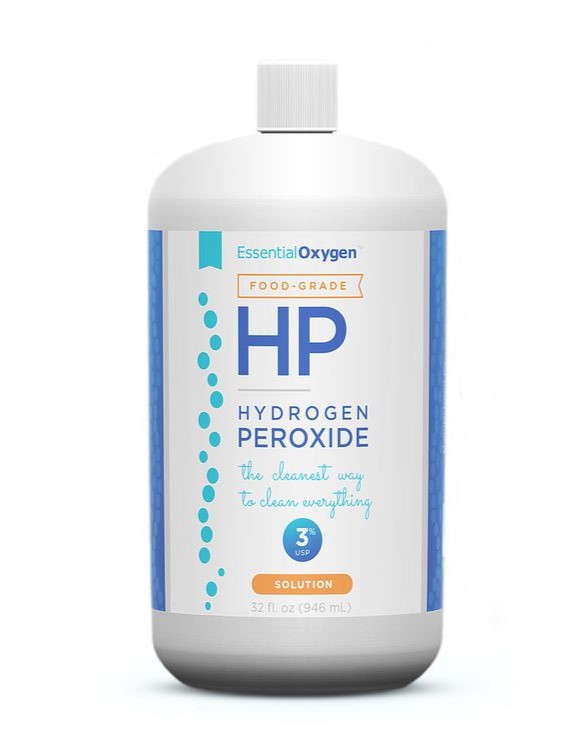 EssentialOxygen™
FOOD-GRADE
HP
HYDROGEN
PEROXIDE
the cleanest way
to clean everything
3%
USP
SOLUTION
32 fl. oz (946 mL)